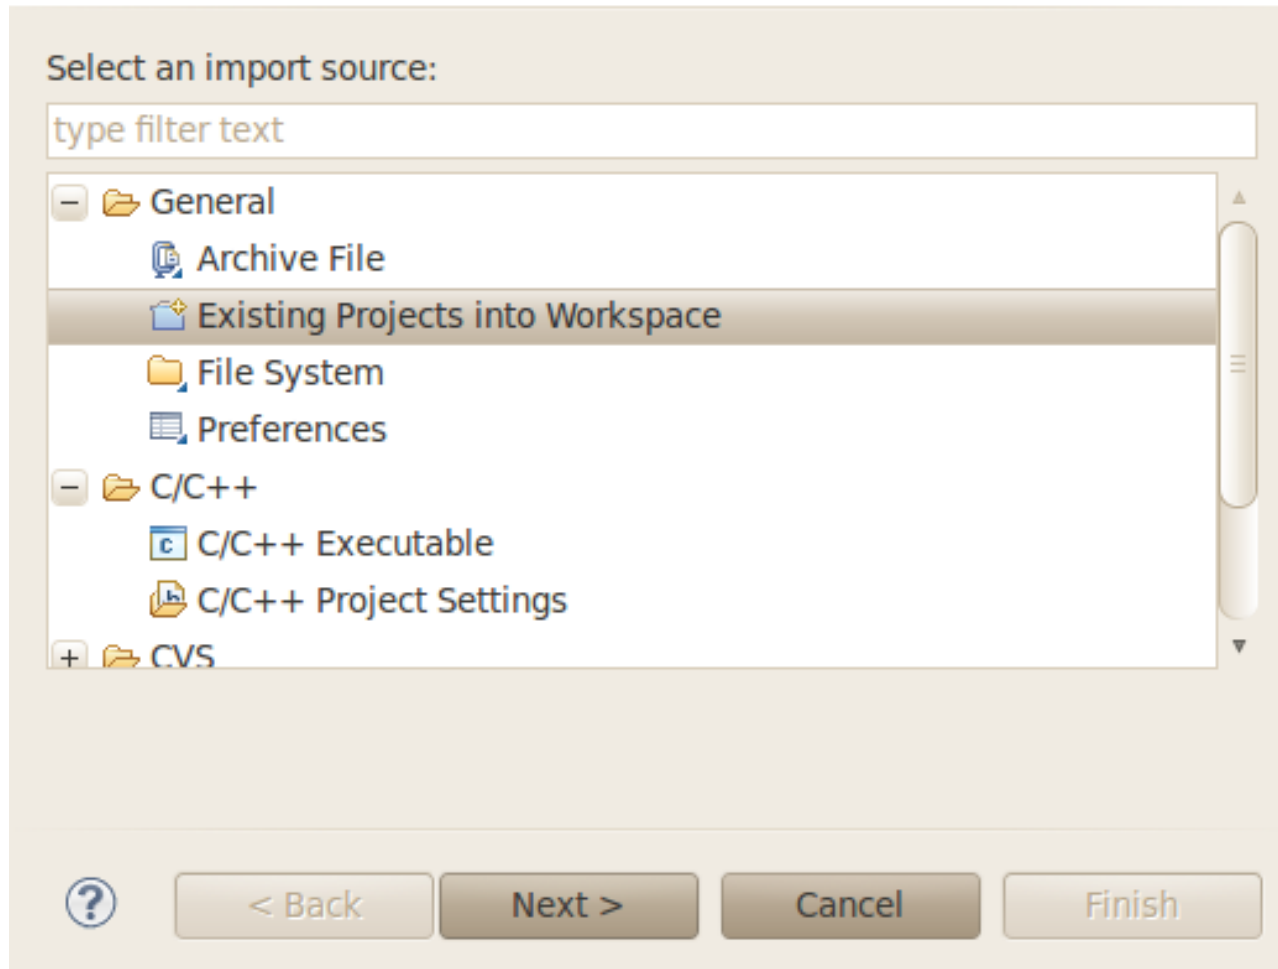 Select an import source:
type filter text
General
Archive File
Existing Projects into Workspace
File System
Preferences
C/C++
C/C++ Executable
C/C++ Project Settings
CVS
? < Back Next > Cancel Finish